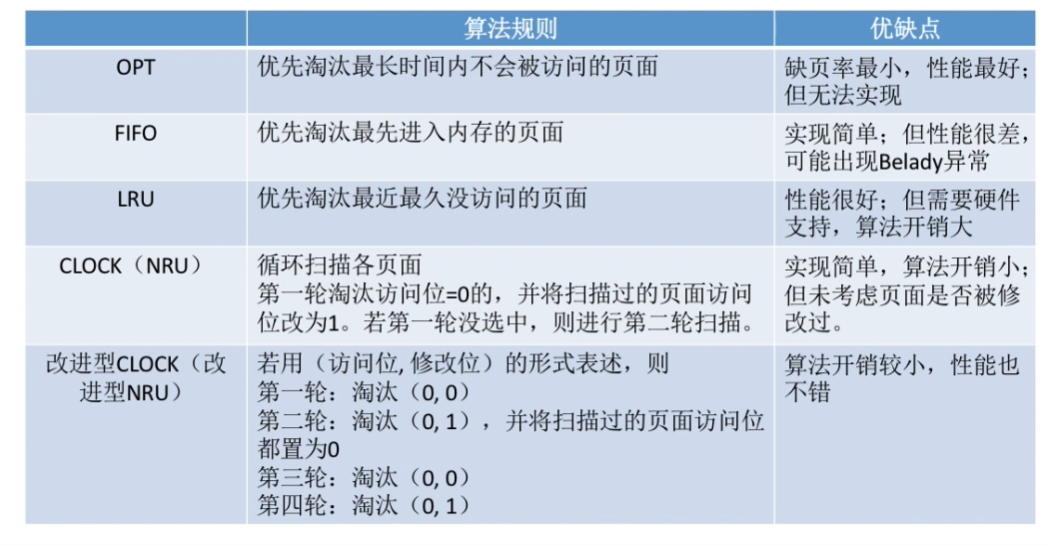 算法规则 优缺点
OPT 优先淘汰最长时间内不会被访问的页面 缺页率最小，性能最好；
但无法实现
FIFO 优先淘汰最先进入内存的页面 实现简单；但性能很差，
可能出现Belady异常
LRU 优先淘汰最近最久没访问的页面 性能很好；但需要硬件
支持，算法开销大
CLOCK（NRU） 循环扫描各页面
第一轮淘汰访问位=0的，并将扫描过的页面访问
位改为1。若第一轮没选中，则进行第二轮扫描。
实现简单，算法开销小；
但未考虑页面是否被修
改过。
改进型CLOCK（改
进型NRU）
若用（访问位, 修改位）的形式表述，则
第一轮：淘汰（0, 0）
第二轮：淘汰（0, 1），并将扫描过的页面访问位
都置为0
第三轮：淘汰（0, 0）
第四轮：淘汰（0, 1）
算法开销较小，性能也
不错